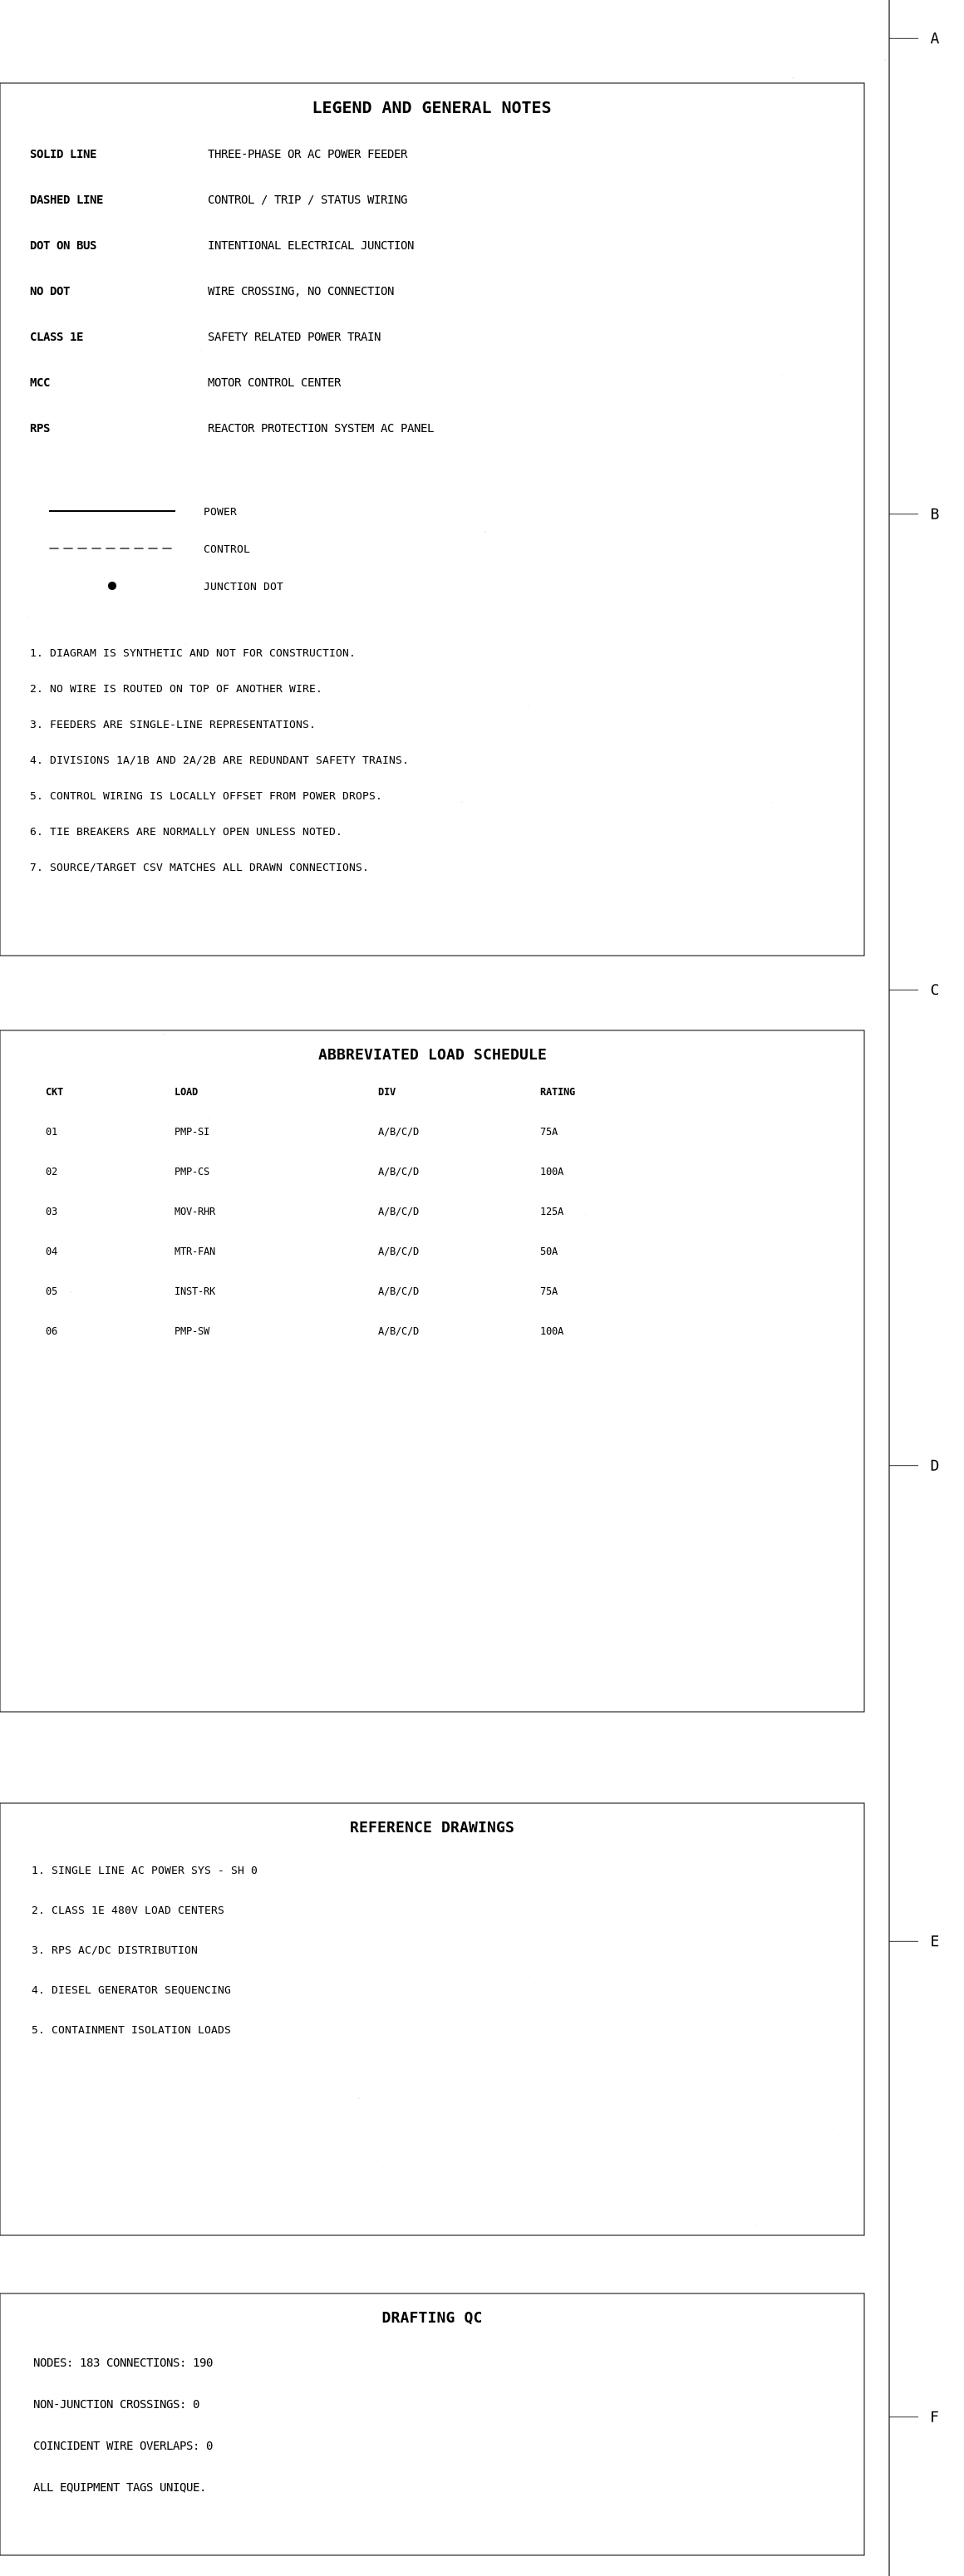 A
LEGEND AND GENERAL NOTES
SOLID LINE THREE-PHASE OR AC POWER FEEDER
DASHED LINE CONTROL / TRIP / STATUS WIRING
DOT ON BUS INTENTIONAL ELECTRICAL JUNCTION
NO DOT WIRE CROSSING, NO CONNECTION
CLASS 1E SAFETY RELATED POWER TRAIN
MCC MOTOR CONTROL CENTER
RPS REACTOR PROTECTION SYSTEM AC PANEL
POWER
B
CONTROL
JUNCTION DOT
1. DIAGRAM IS SYNTHETIC AND NOT FOR CONSTRUCTION.
2. NO WIRE IS ROUTED ON TOP OF ANOTHER WIRE.
3. FEEDERS ARE SINGLE-LINE REPRESENTATIONS.
4. DIVISIONS 1A/1B AND 2A/2B ARE REDUNDANT SAFETY TRAINS.
5. CONTROL WIRING IS LOCALLY OFFSET FROM POWER DROPS.
6. TIE BREAKERS ARE NORMALLY OPEN UNLESS NOTED.
7. SOURCE/TARGET CSV MATCHES ALL DRAWN CONNECTIONS.
C
ABBREVIATED LOAD SCHEDULE
CKT LOAD DIV RATING
01 PMP-SI A/B/C/D 75A
02 PMP-CS A/B/C/D 100A
03 MOV-RHR A/B/C/D 125A
04 MTR-FAN A/B/C/D 50A
05 INST-RK A/B/C/D 75A
06 PMP-SW A/B/C/D 100A
D
REFERENCE DRAWINGS
1. SINGLE LINE AC POWER SYS - SH 0
2. CLASS 1E 480V LOAD CENTERS
3. RPS AC/DC DISTRIBUTION
E
4. DIESEL GENERATOR SEQUENCING
5. CONTAINMENT ISOLATION LOADS
DRAFTING QC
NODES: 183 CONNECTIONS: 190
NON-JUNCTION CROSSINGS: 0
F
COINCIDENT WIRE OVERLAPS: 0
ALL EQUIPMENT TAGS UNIQUE.